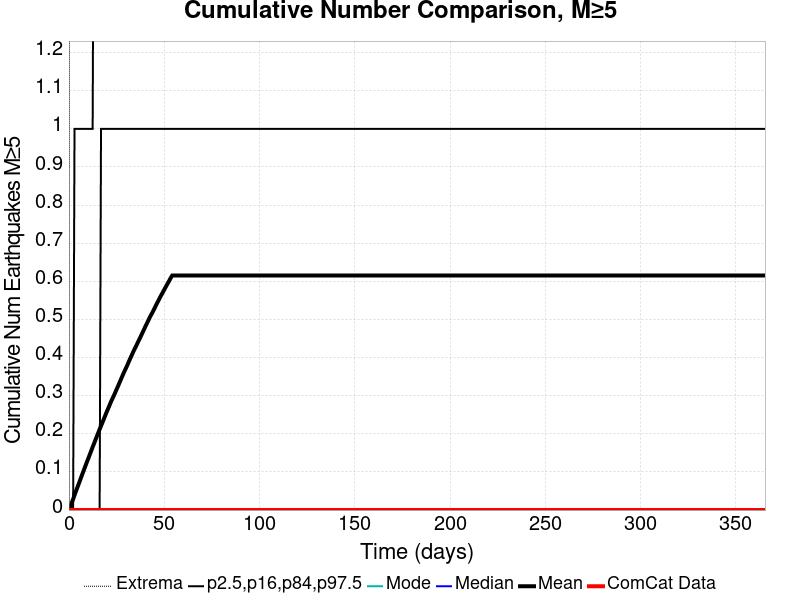 Cumulative Number Comparison, M≥5
Cumulative Num Earthquakes M≥5
1.2
1.1
1
0.9
0.8
0.7
0.6
0.5
0.4
0.3
0.2
0.1
0
0 50 100 150 200 250 300 350
Time (days)
Extrema p2.5,p16,p84,p97.5 Mode Median Mean ComCat Data